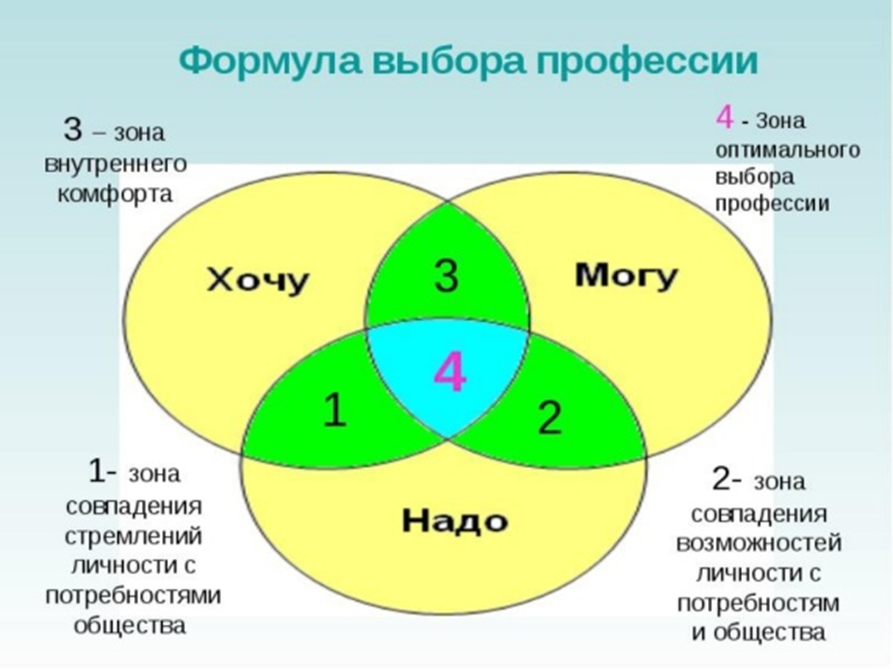 Формула выбора профессии
3 – зона
внутреннего
комфорта
4 - Зона
оптимального
выбора
профессии
Хочу
3
Могу
4
1
2
Надо
1- зона
совпадения
стремлений
личности с
потребностями
общества
2- зона
совпадения
возможностей
личности с
потребностям
и общества